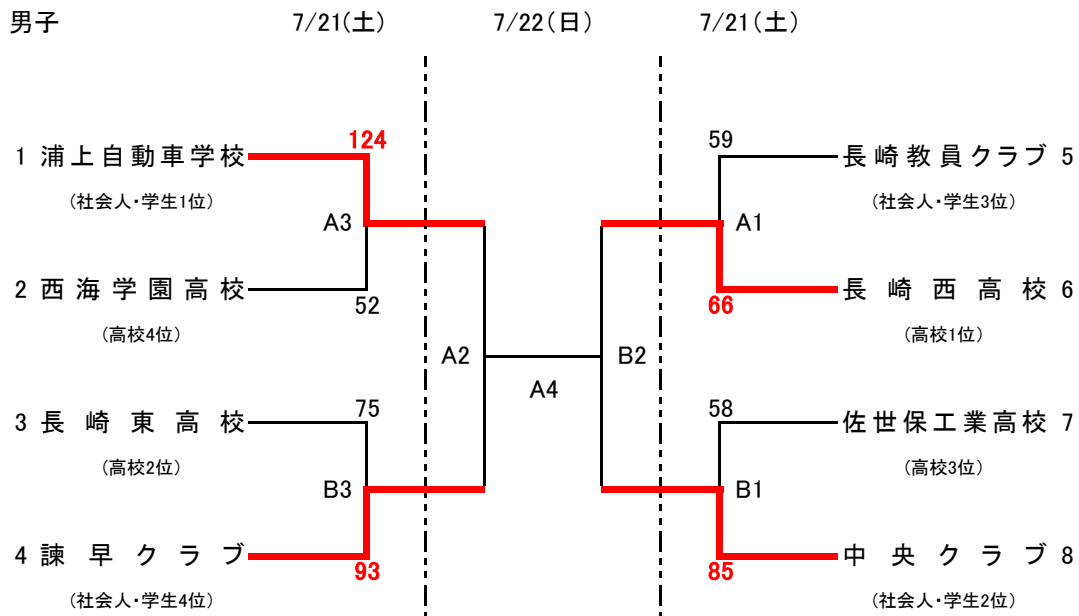 男子 7/21(土) 7/22(日) 7/21(土)
124 59
1 浦上自動車学校 長崎教員クラブ 5
(社会人・学生1位) (社会人・学生3位)
A3 A1
2 西海学園高校 長崎西高校 6
52 66
(高校4位) (高校1位)
A2 B2
A4
75 58
3 長崎東高校 佐世保工業高校 7
(高校2位) (高校3位)
B3 B1
4 諫早クラブ 中央クラブ 8
93 85
(社会人・学生4位) (社会人・学生2位)